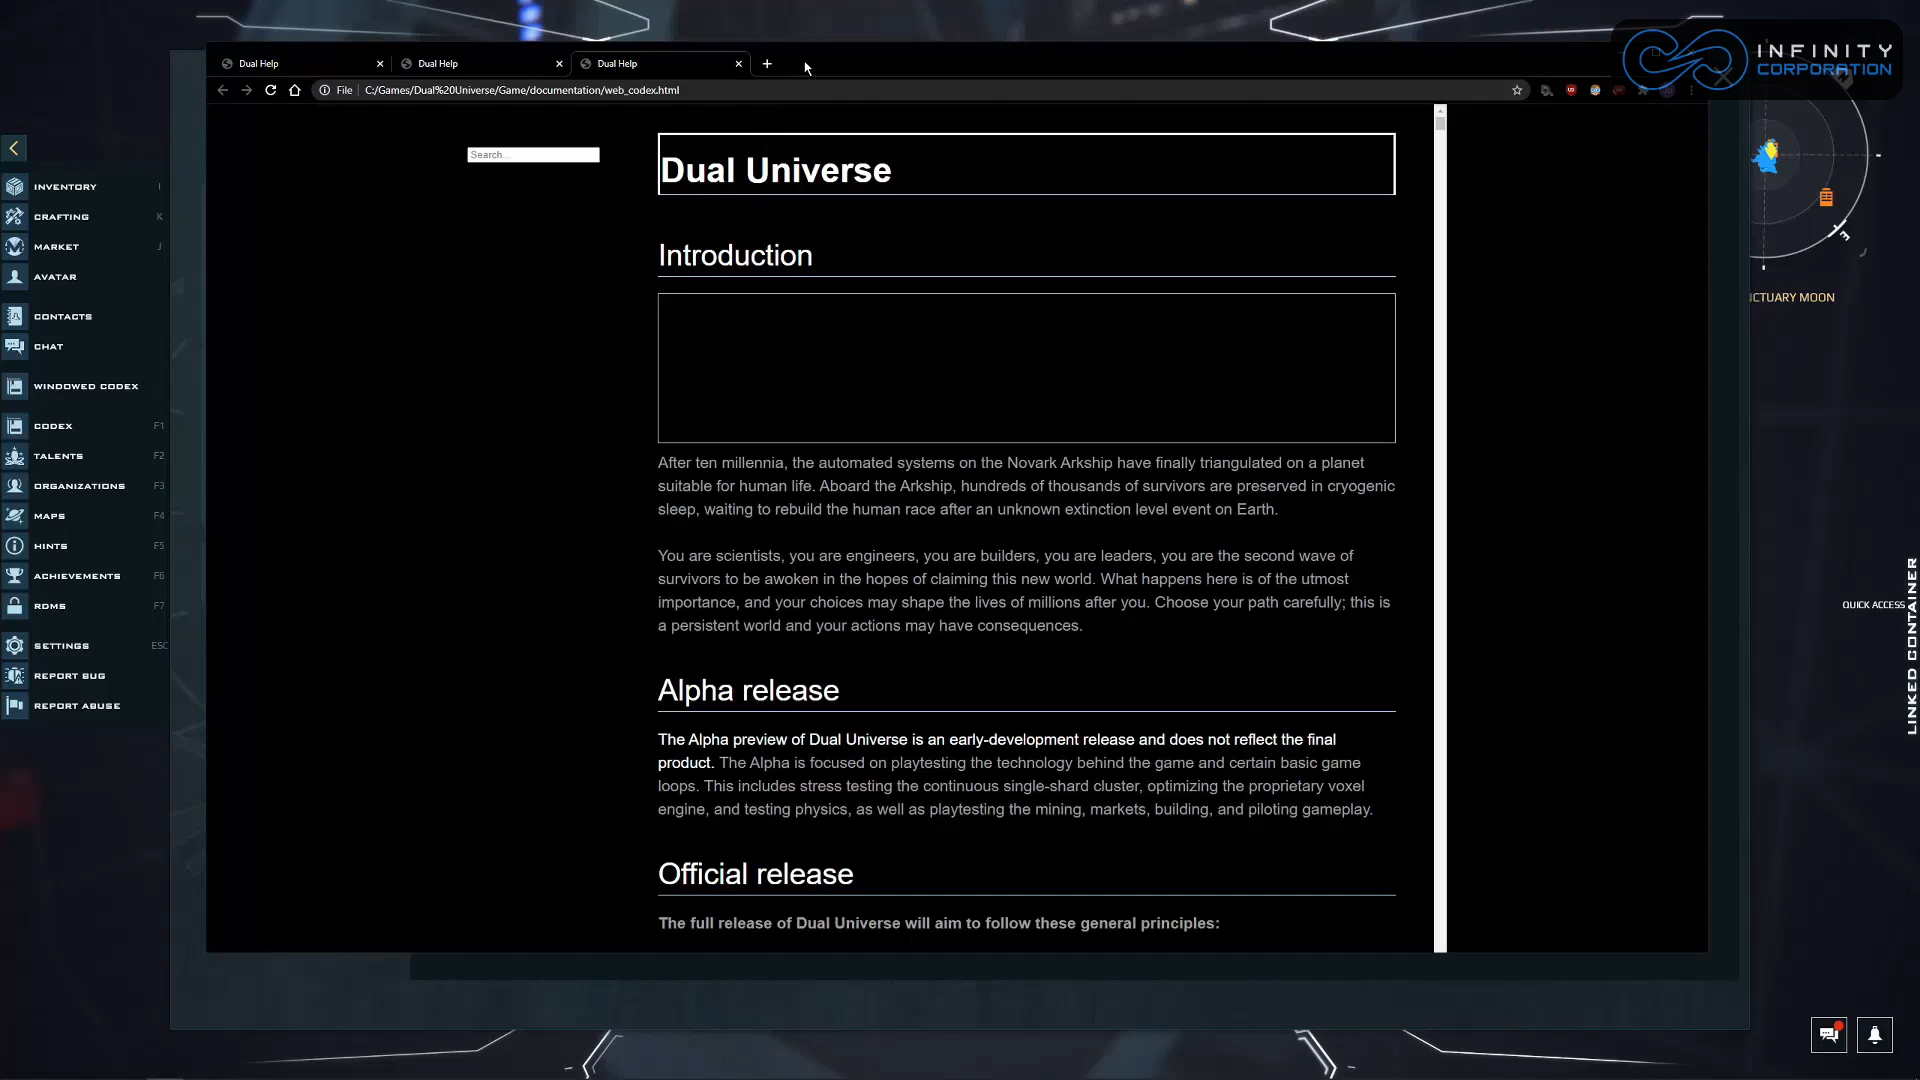 INFINITY
CORPORATION
Dual Help
Dual Help
Dual Help
File
C:/Games/Dual%20Universe/Game/documentation/web_codex.html
Search...
Dual Universe
Introduction
After ten millennia, the automated systems on the Novark Arkship have finally triangulated on a planet
suitable for human life. Aboard the Arkship, hundreds of thousands of survivors are preserved in cryogenic
sleep, waiting to rebuild the human race after an unknown extinction level event on Earth.
You are scientists, you are engineers, you are builders, you are leaders, you are the second wave of
survivors to be awoken in the hopes of claiming this new world. What happens here is of the utmost
importance, and your choices may shape the lives of millions after you. Choose your path carefully; this is
a persistent world and your actions may have consequences.
Alpha release
The Alpha preview of Dual Universe is an early-development release and does not reflect the final
product. The Alpha is focused on playtesting the technology behind the game and certain basic game
loops. This includes stress testing the continuous single-shard cluster, optimizing the proprietary voxel
engine, and testing physics, as well as playtesting the mining, markets, building, and piloting gameplay.
Official release
The full release of Dual Universe will aim to follow these general principles:
INVENTORY I
CRAFTING K
MARKET J
AVATAR
CONTACTS
CHAT
WINDOWED CODEX
CODEX F1
TALENTS F2
ORGANIZATIONS F3
MAPS F4
HINTS F5
ACHIEVEMENTS F6
RDMS F7
SETTINGS ESC
REPORT BUG
REPORT ABUSE
E
NCTUARY MOON
QUICK ACCESS
LINKED CONTAINER